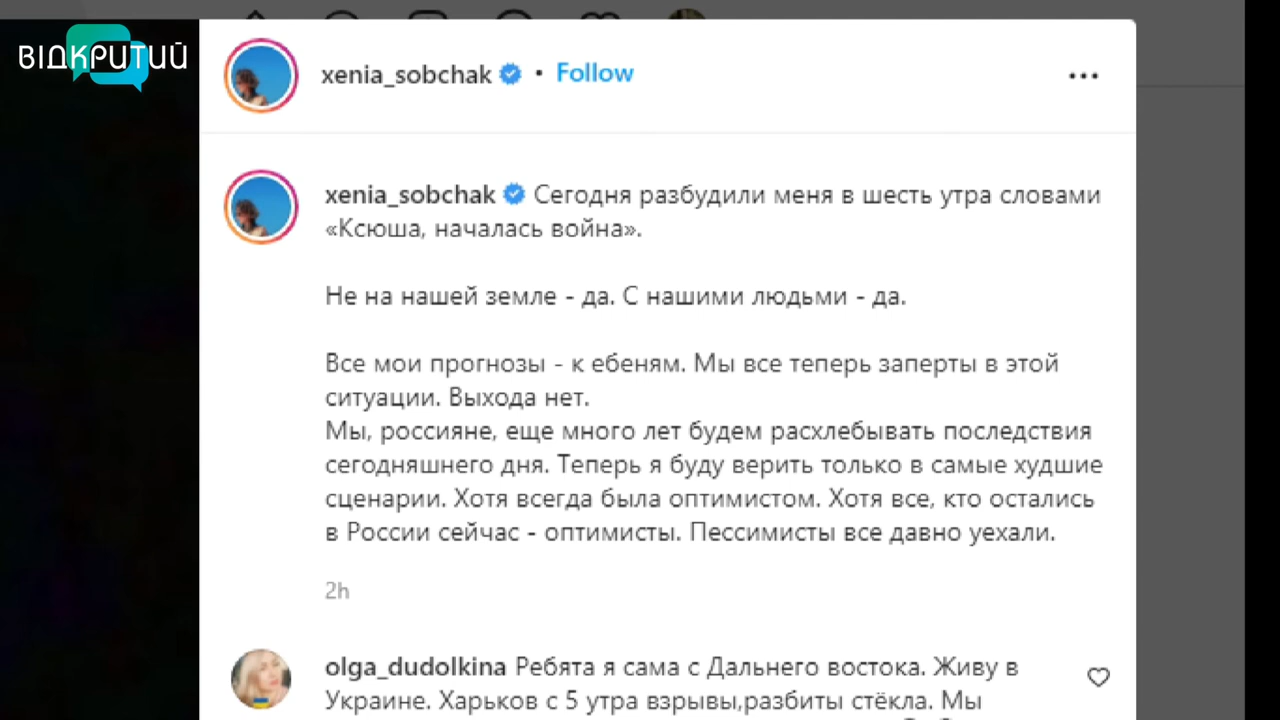 ВІДКРИТИЙ
xenia_sobchak • Follow
xenia_sobchak Сегодня разбудили меня в шесть утра словами
«Ксюша, началась война».
Не на нашей земле - да. С нашими людьми - да.
Все мои прогнозы - к ебеням. Мы все теперь заперты в этой
ситуации. Выхода нет.
Мы, россияне, еще много лет будем расхлебывать последствия
сегодняшнего дня. Теперь я буду верить только в самые худшие
сценарии. Хотя всегда была оптимистом. Хотя все, кто остались
в России сейчас - оптимисты. Пессимисты все давно уехали.
2h
olga_dudolkina Ребята я сама с Дальнего востока. Живу в
Украине. Харьков с 5 утра взрывы,разбиты стёкла. Мы